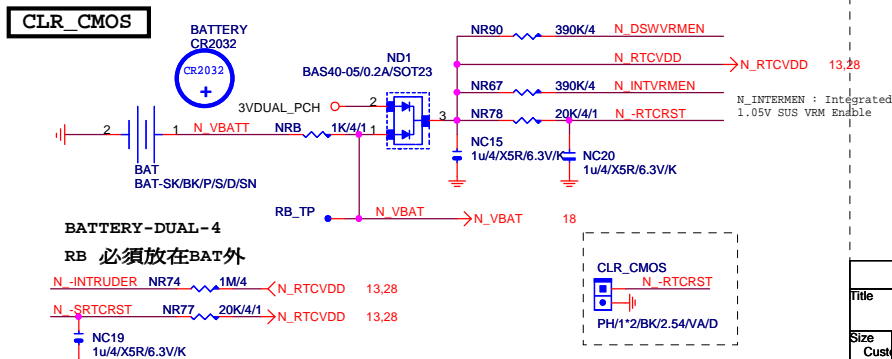 CLR_CMOS
BATTERY
CR2032
CR2032
+
ND1
BAS40-05/0.2A/SOT23
3VDUAL_PCH
2
1
3
2
1
N_VBATT
NRB
1K/4/1
BAT
BAT-SK/BK/P/S/D/SN
NR90
390K/4
N_DSWVRMEN
N_RTCVDD
N_RTCVDD
13,28
NR67
390K/4
N_INTVRMEN
NR78
20K/4/1
N_-RTCRST
N_INTERMEN : Integrated
1.05V SUS VRM Enable
NC15
1u/4/X5R/6.3V/K
NC20
1u/4/X5R/6.3V/K
RB_TP
N_VBAT
N_VBAT
18
BATTERY-DUAL-4
RB 必須放在BAT外
N_-INTRUDER
NR74
1M/4
N_RTCVDD
13,28
N_-SRTCRST
NR77
20K/4/1
N_RTCVDD
13,28
NC19
1u/4/X5R/6.3V/K
CLR_CMOS
N_-RTCRST
PH/1*2/BK/2.54/VA/D
Title
Size